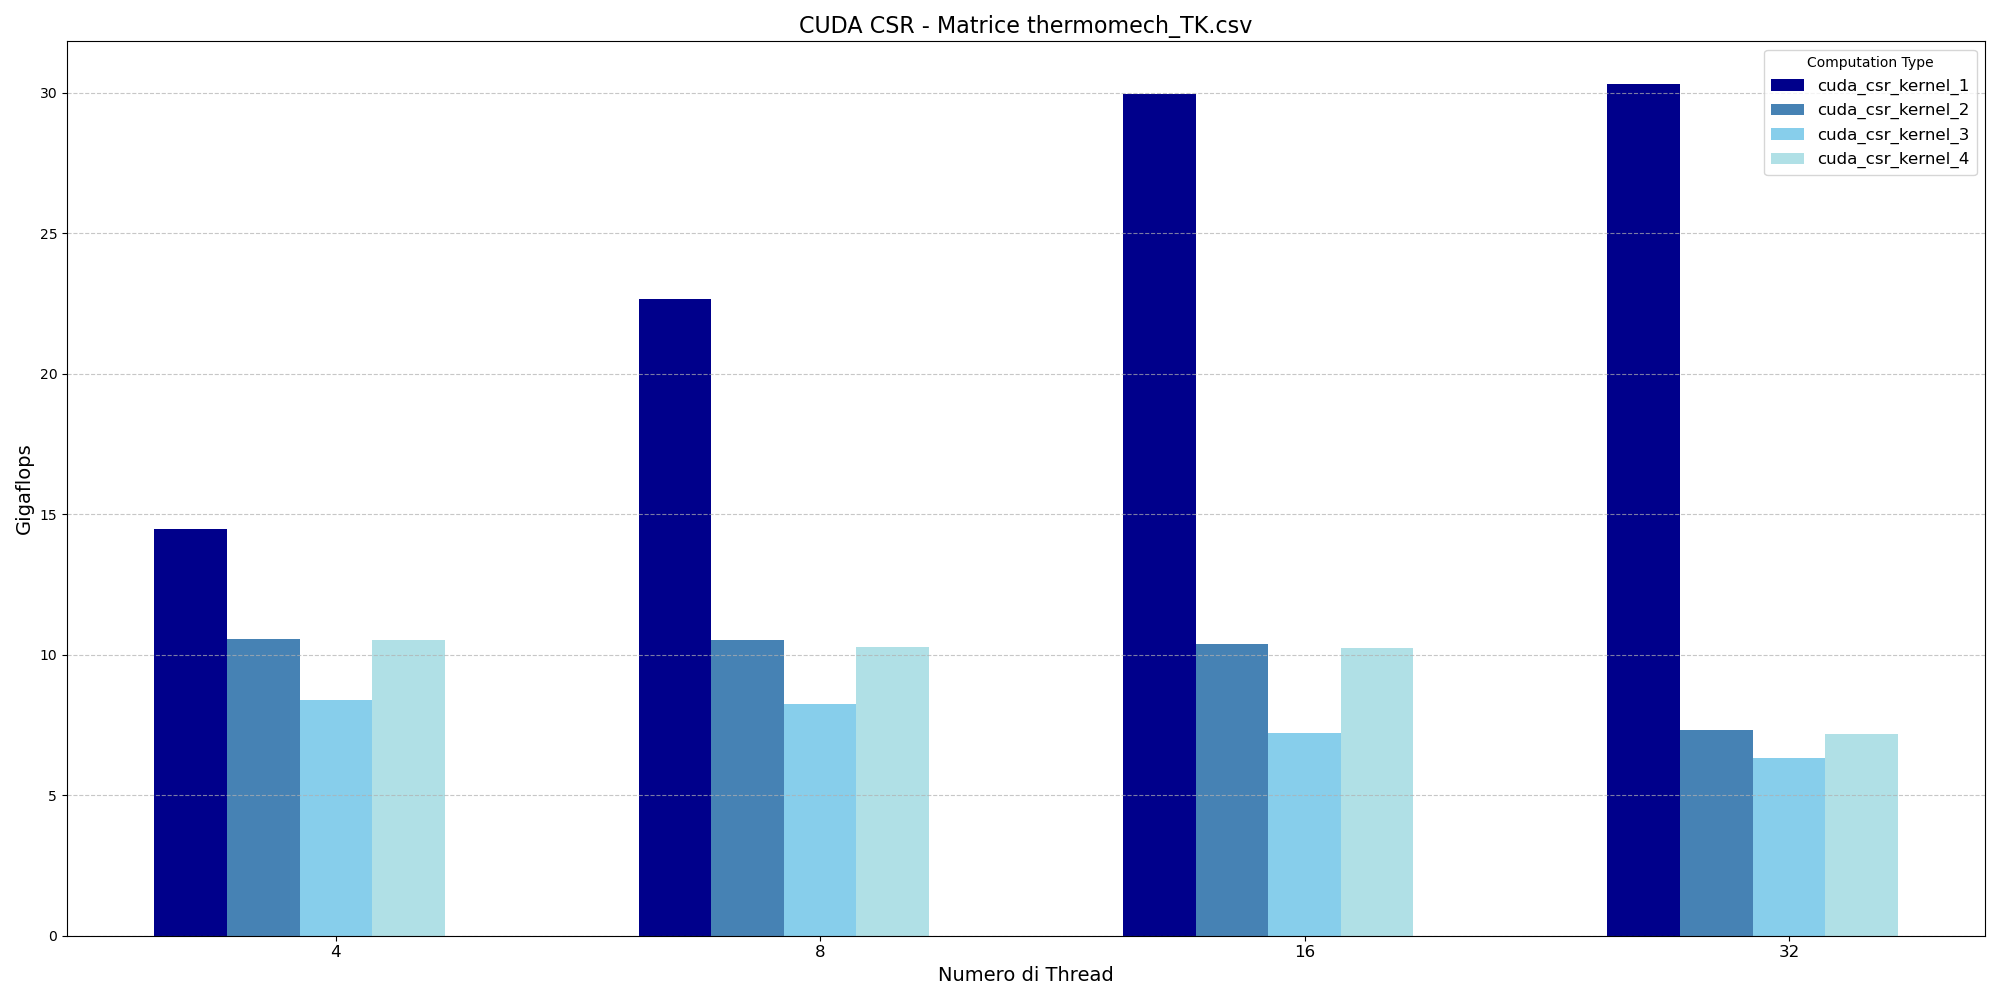 CUDA CSR - Matrice thermomech_TK.csv
Computation Type
cuda_csr_kernel_1
cuda_csr_kernel_2
cuda_csr_kernel_3
cuda_csr_kernel_4
Gigaflops
30
25
20
15
10
5
0
4 8 16 32
Numero di Thread